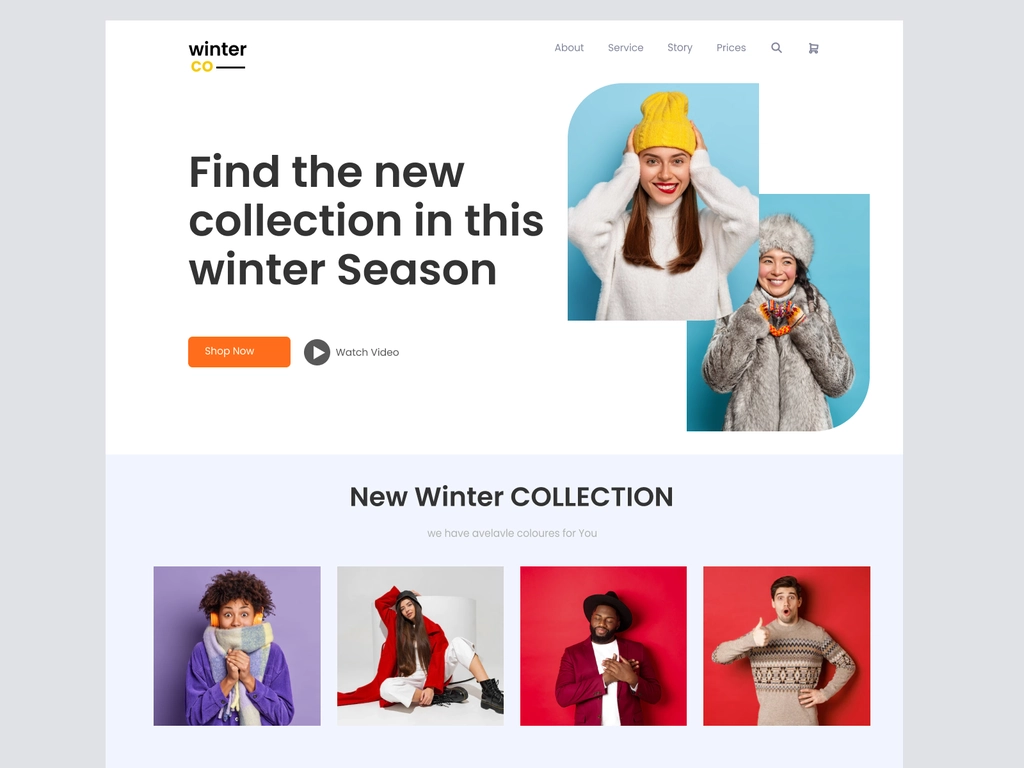 winter
co
About Service Story Prices
Find the new
collection in this
winter Season
Shop Now
Watch Video
New Winter COLLECTION
we have avelavle coloures for You